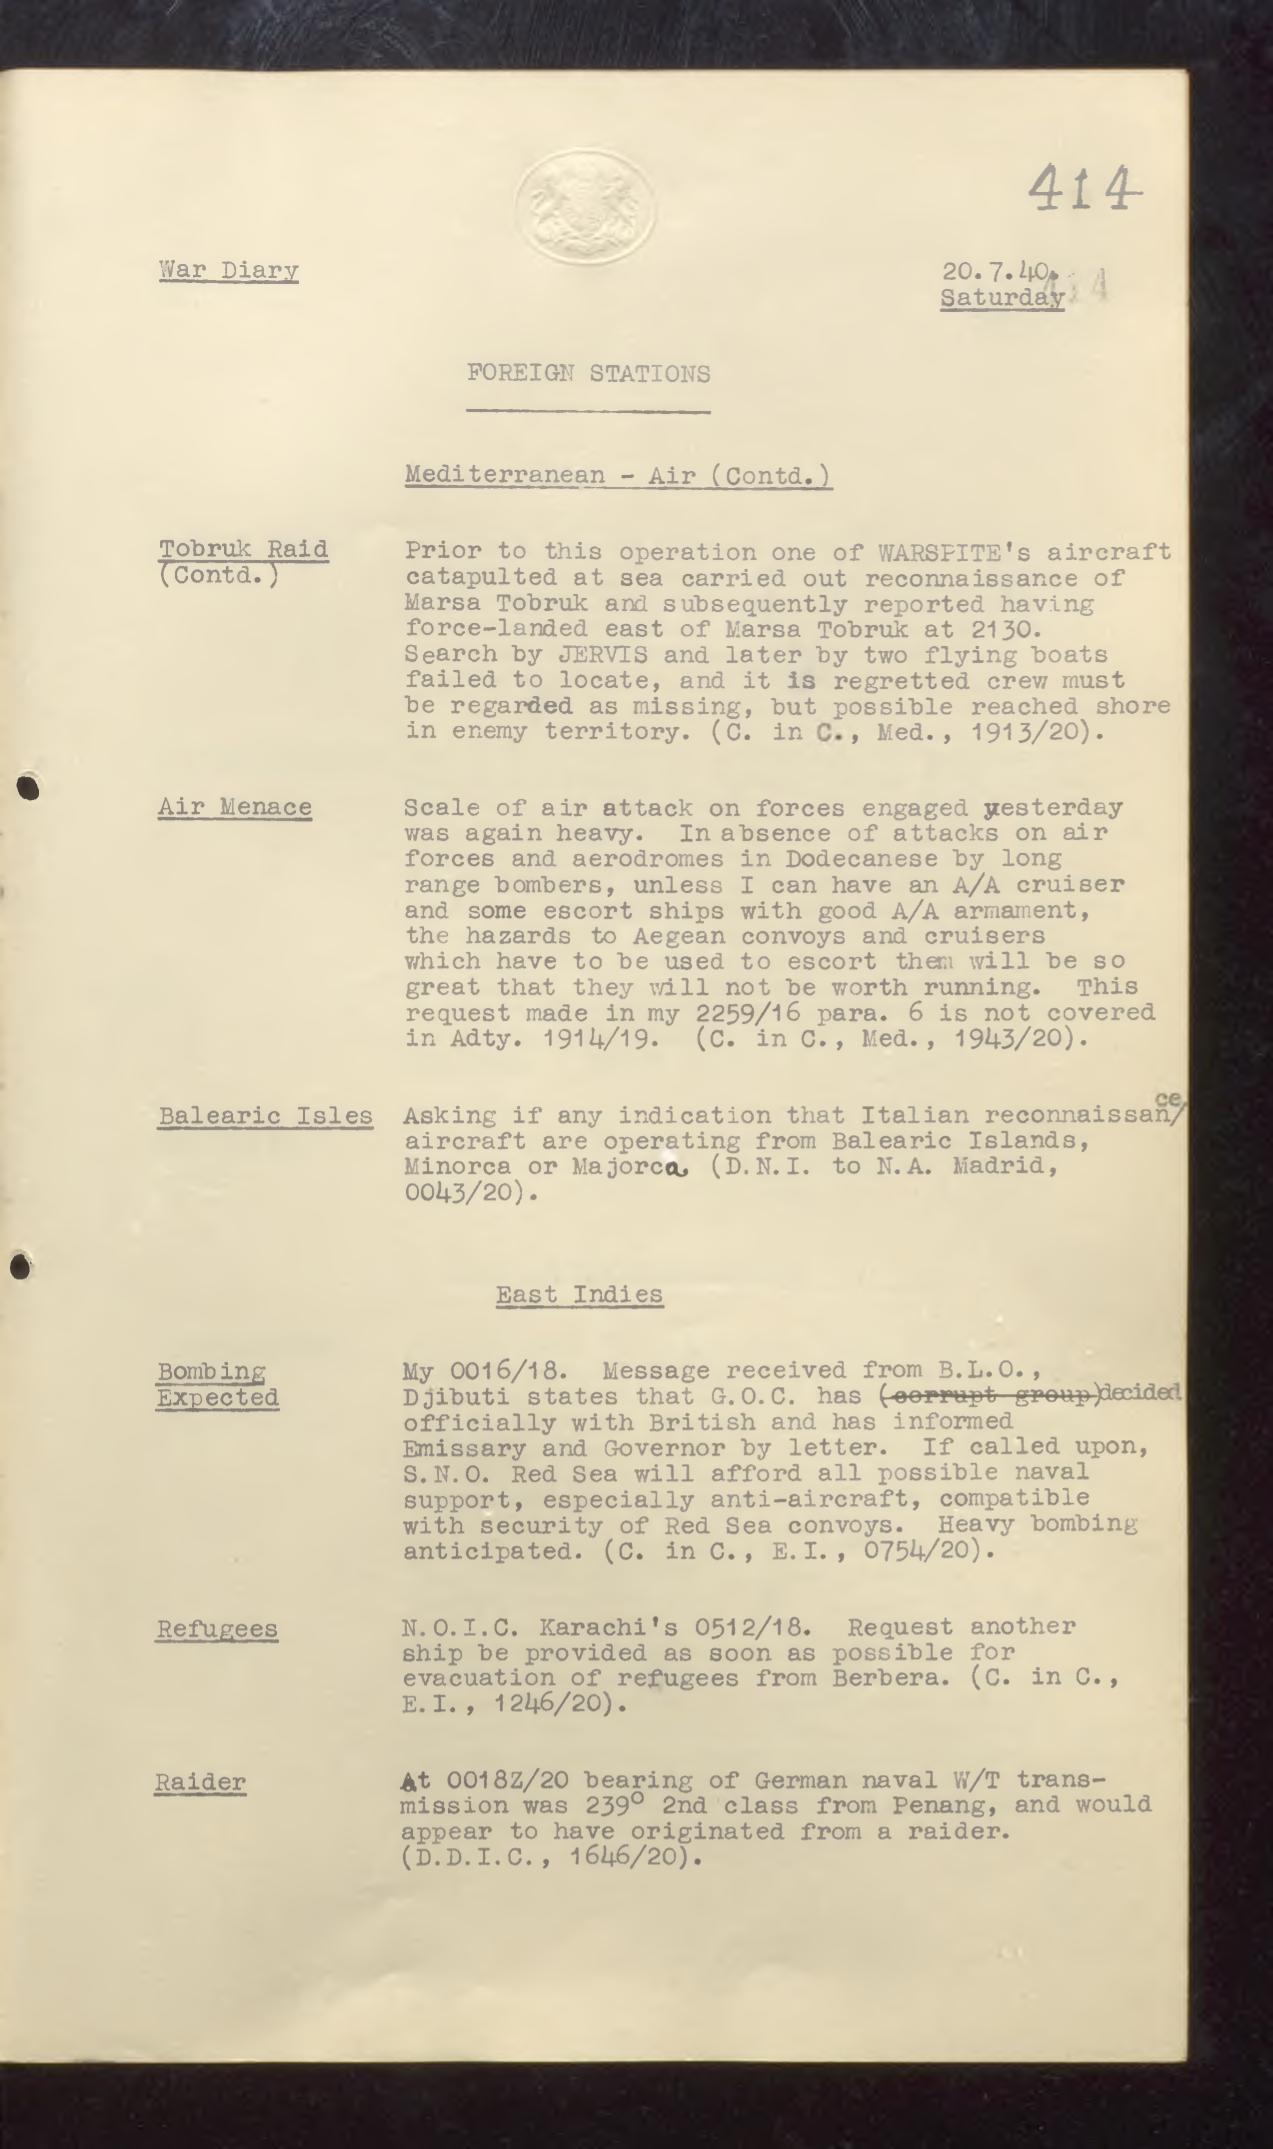 414
War Diary
20.7.40.
414
Saturday
FOREIGN STATIONS
Mediterranean - Air (Contd.)
Tobruk Raid
(Contd.)
Prior to this operation one of WARSPITE's aircraft
catapulted at sea carried out reconnaissance of
Marsa Tobruk and subsequently reported having
force-landed east of Marsa Tobruk at 2130.
Search by JERVIS and later by two flying boats
failed to locate, and it is regretted crew must
be regarded as missing, but possible reached shore
in enemy territory. (C. in C., Med., 1913/20).
Air Menace
Scale of air attack on forces engaged yesterday
was again heavy. In absence of attacks on air
forces and aerodromes in Dodecanese by long
range bombers, unless I can have an A/A cruiser
and some escort ships with good A/A armament,
the hazards to Aegean convoys and cruisers
which have to be used to escort them will be so
great that they will not be worth running. This
request made in my 2259/16 para. 6 is not covered
in Adty. 1914/19. (C. in C., Med., 1943/20).
Balearic Isles
Asking if any indication that Italian reconnaissance/
aircraft are operating from Balearic Islands,
Minorca or Majorca, (D.N.I. to N.A. Madrid,
0043/20).
East Indies
Bombing
Expected
My 0016/18. Message received from B.L.O.,
Djibuti states that G.O.C. has (corrupt group) decided
officially with British and has informed
Emissary and Governor by letter. If called upon,
S.N.O. Red Sea will afford all possible naval
support, especially anti-aircraft, compatible
with security of Red Sea convoys. Heavy bombing
anticipated. (C. in C., E.I., 0754/20).
Refugees
N.O.I.C. Karachi's 0512/18. Request another
ship be provided as soon as possible for
evacuation of refugees from Berbera. (C. in C.,
E.I., 1246/20).
Raider
At 0018Z/20 bearing of German naval W/T trans-
mission was 239° 2nd class from Penang, and would
appear to have originated from a raider.
(D.D.I.C., 1646/20).